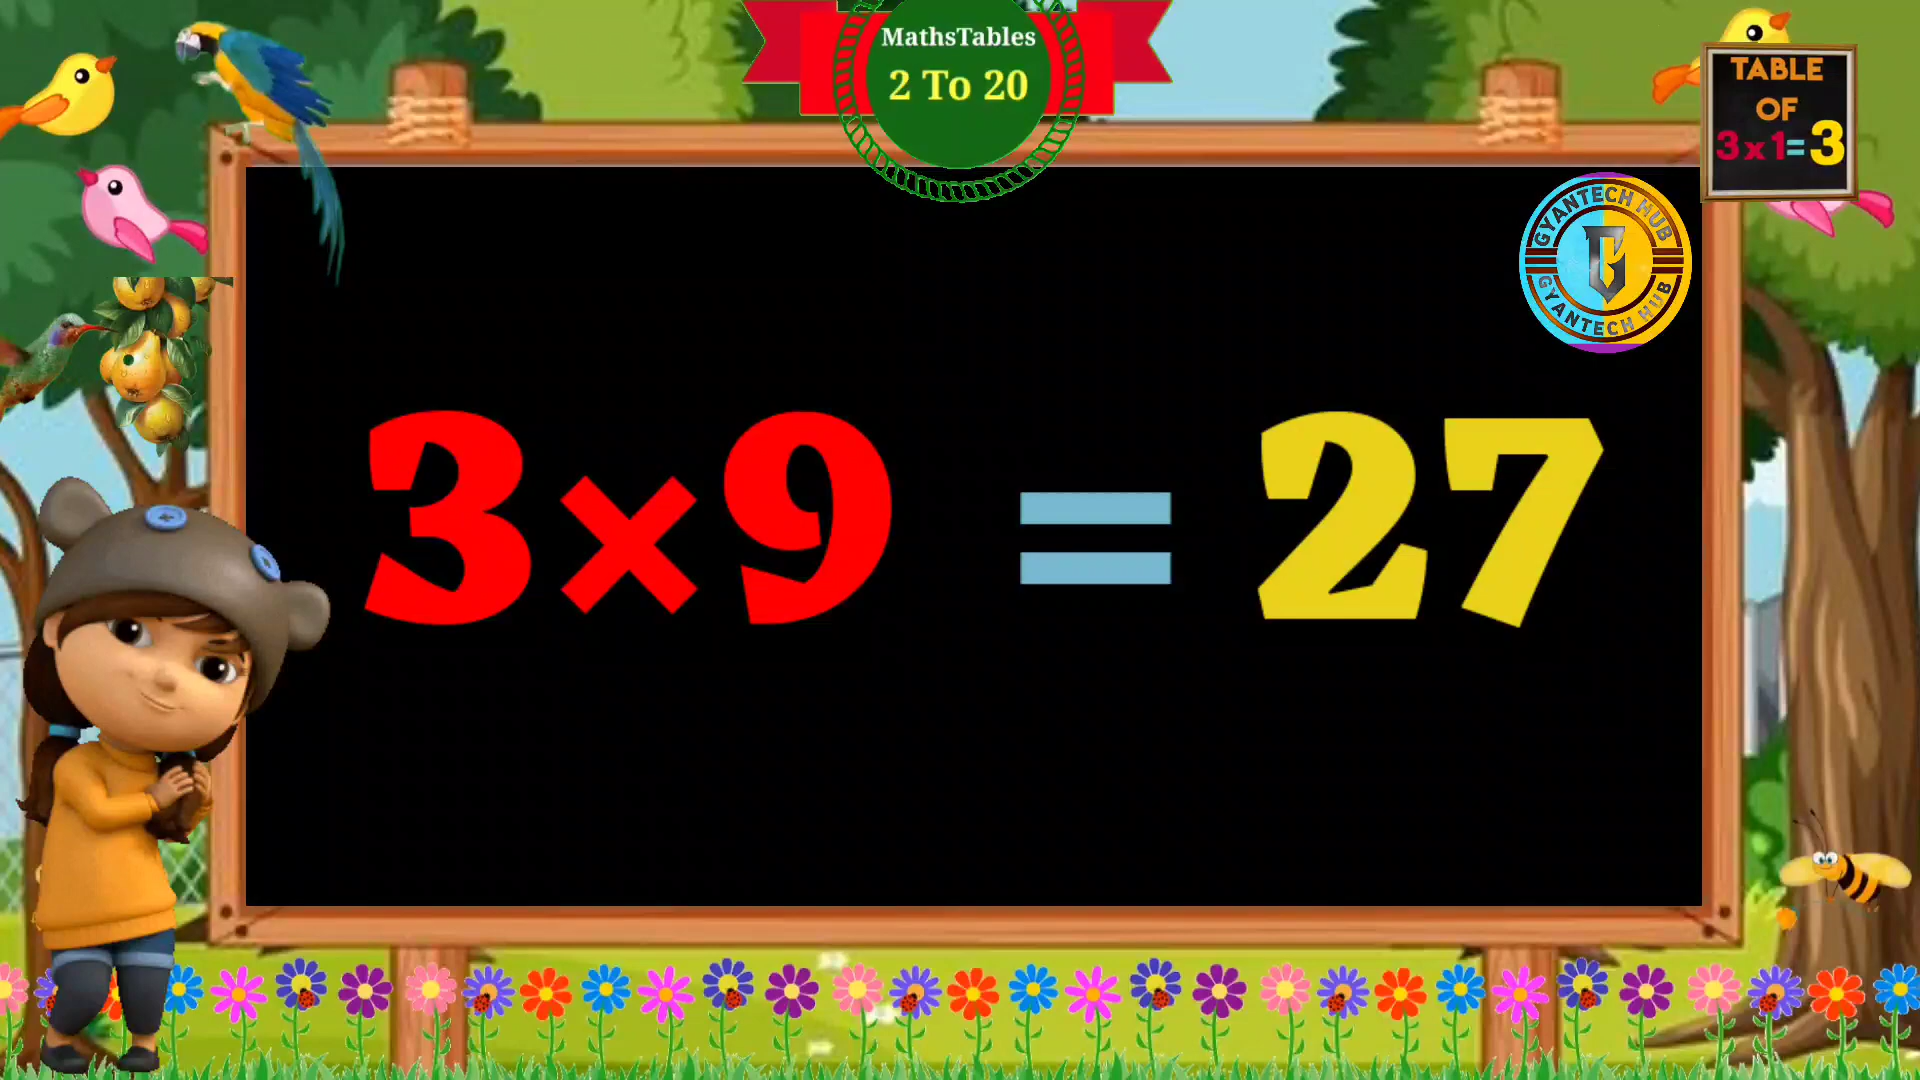 MathsTables
2 To 20
TABLE
OF
3x1=3
GYANTECH HUB
GYANTECH HUB
3×9 = 27